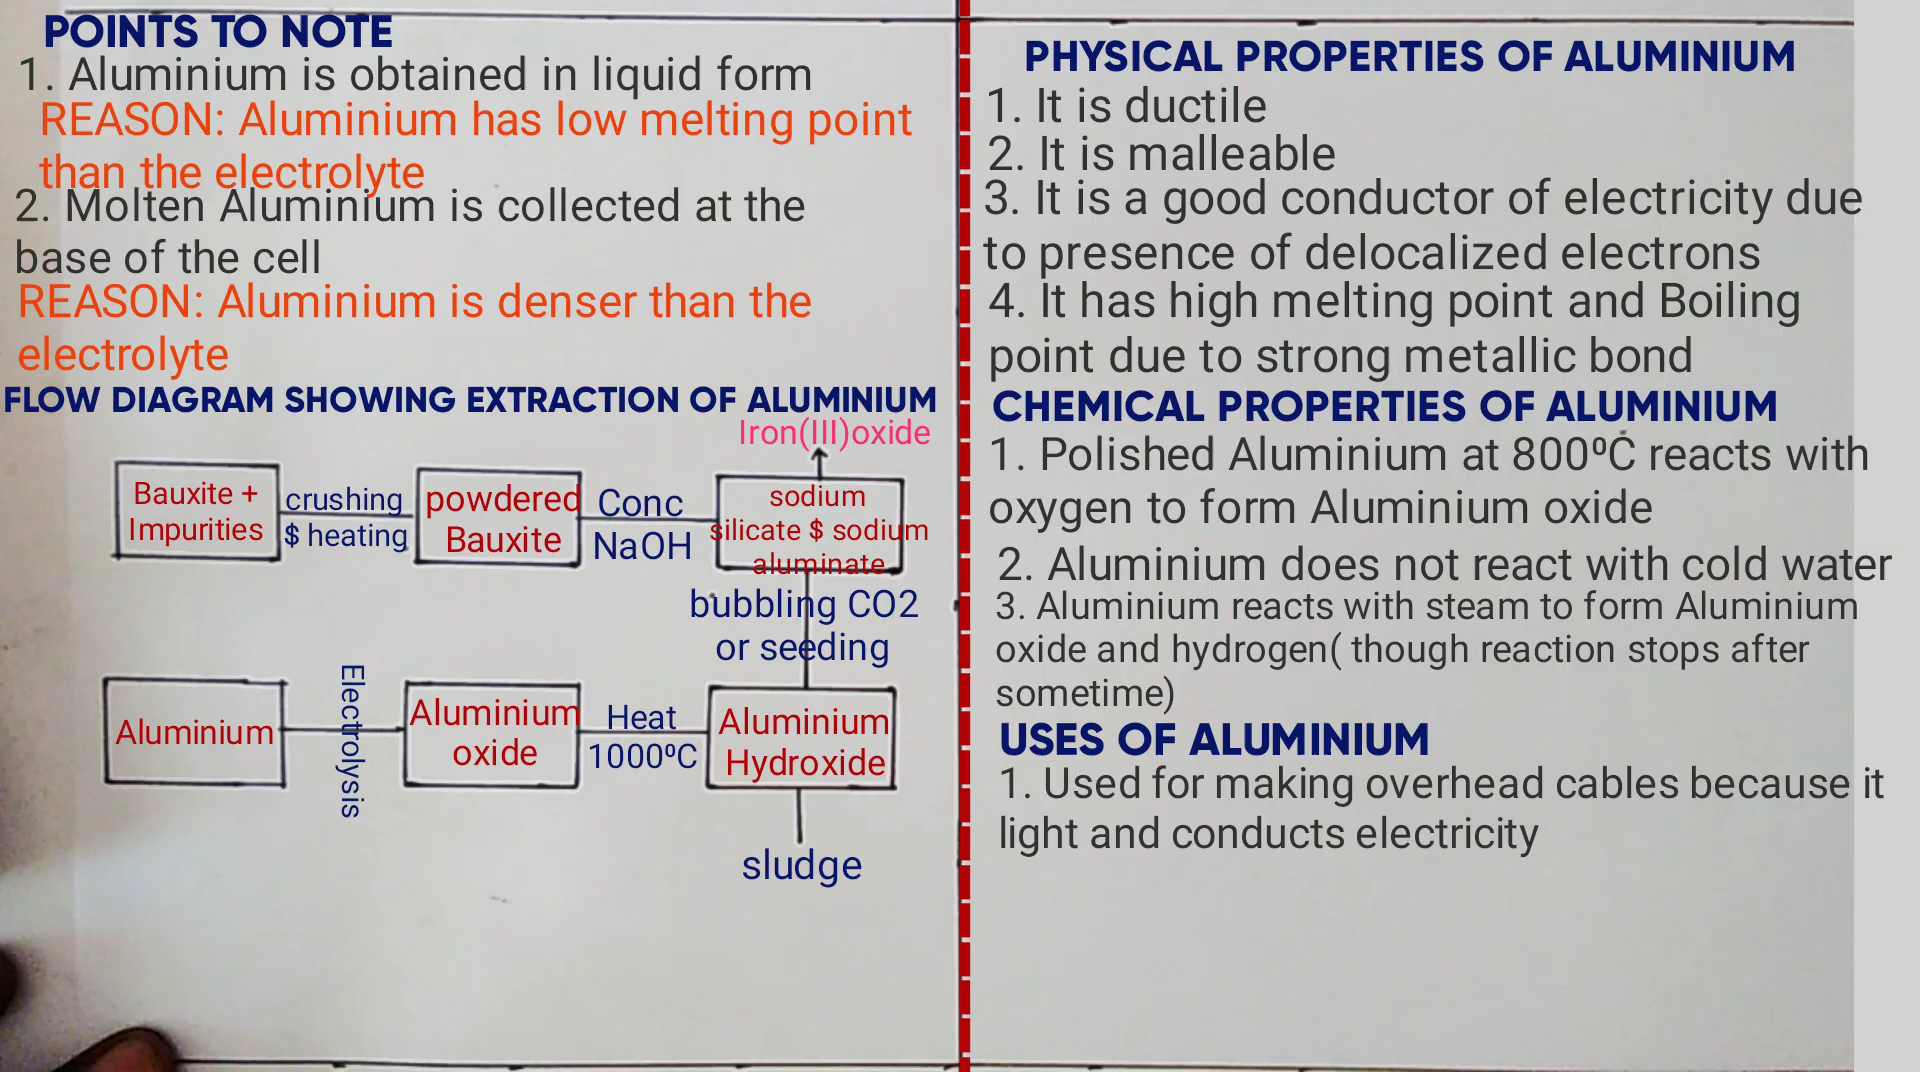 POINTS TO NOTE
1. Aluminium is obtained in liquid form
REASON: Aluminium has low melting point
than the electrolyte
2. Molten Aluminium is collected at the
base of the cell
REASON: Aluminium is denser than the
electrolyte
FLOW DIAGRAM SHOWING EXTRACTION OF ALUMINIUM
Iron(III)oxide
Bauxite +
Impurities
crushing
$ heating
powdered
Bauxite
Conc
NaOH
sodium
silicate $ sodium
aluminate
bubbling CO2
or seeding
Aluminium
Electrolysis
Aluminium
oxide
Heat
1000⁰C
Aluminium
Hydroxide
sludge
PHYSICAL PROPERTIES OF ALUMINIUM
1. It is ductile
2. It is malleable
3. It is a good conductor of electricity due
to presence of delocalized electrons
4. It has high melting point and Boiling
point due to strong metallic bond
CHEMICAL PROPERTIES OF ALUMINIUM
1. Polished Aluminium at 800⁰C reacts with
oxygen to form Aluminium oxide
2. Aluminium does not react with cold water
3. Aluminium reacts with steam to form Aluminium
oxide and hydrogen( though reaction stops after
sometime)
USES OF ALUMINIUM
1. Used for making overhead cables because it
light and conducts electricity